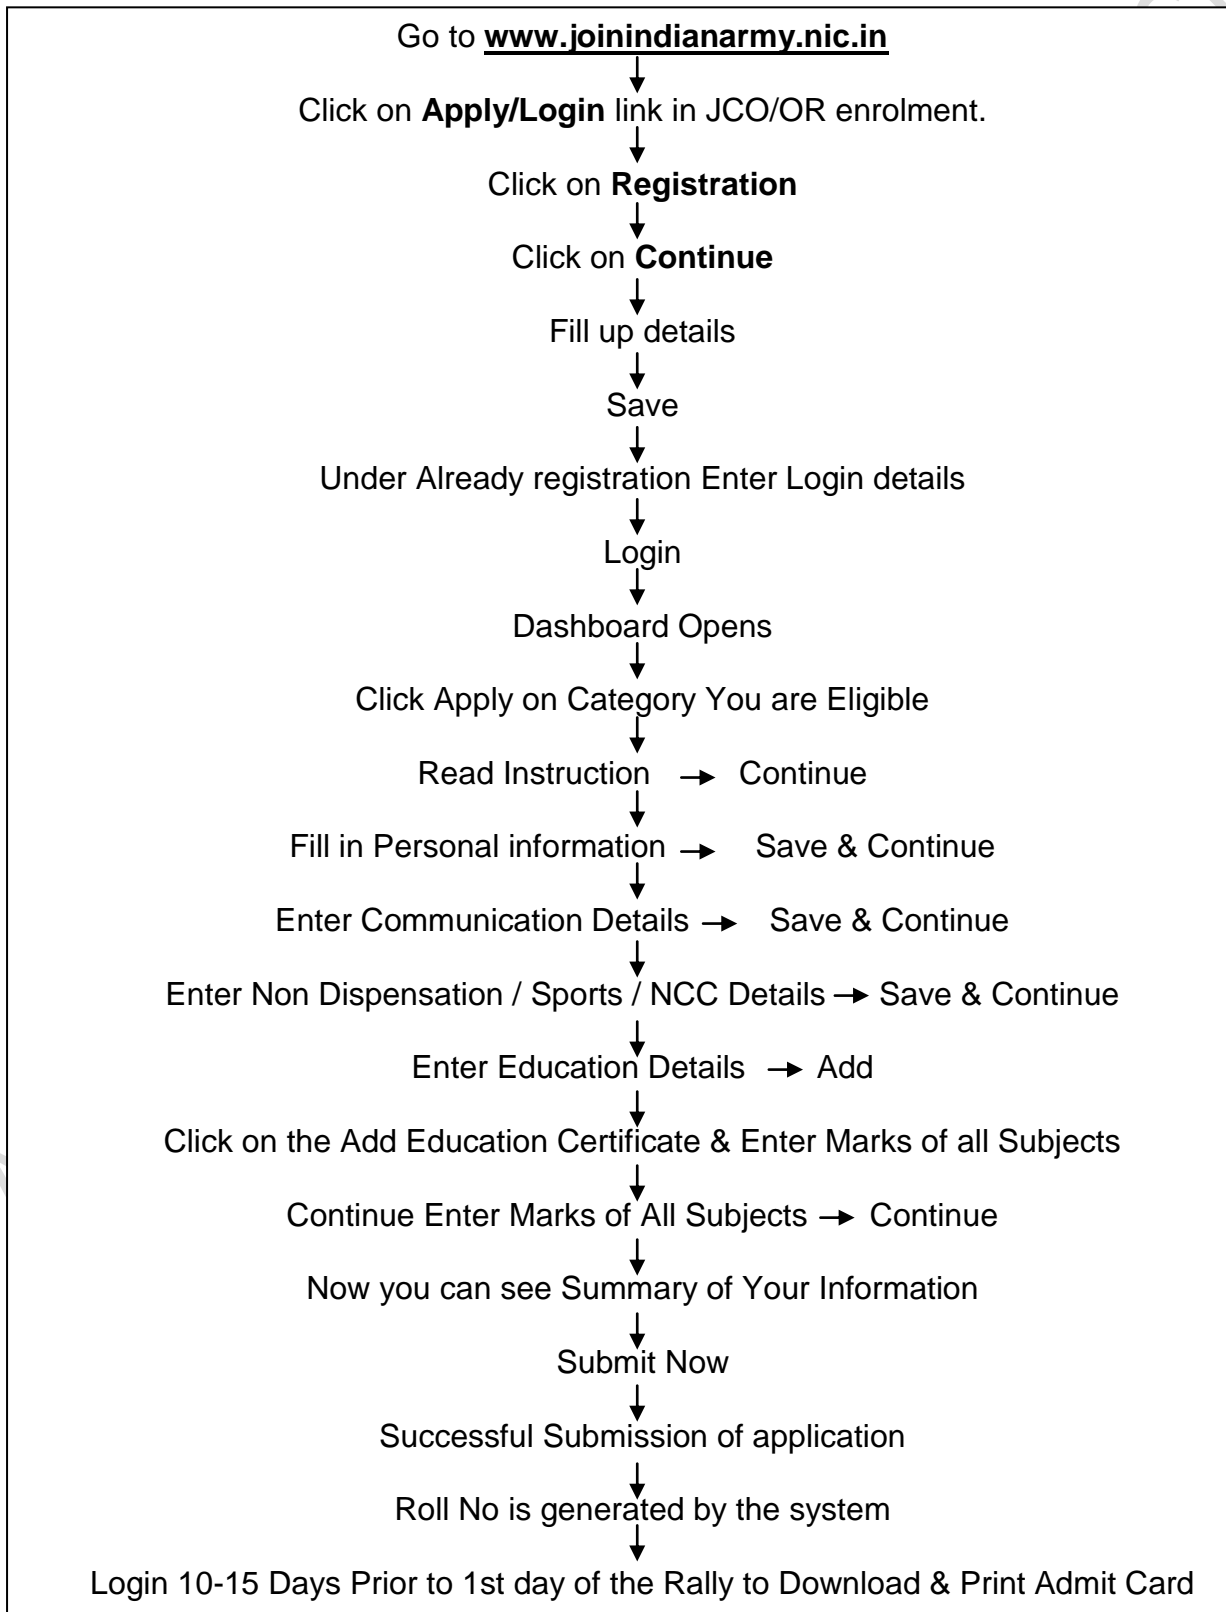 Go to www.joinindianarmy.nic.in
Click on Apply/Login link in JCO/OR enrolment.
Click on Registration
Click on Continue
Fill up details
Save
Under Already registration Enter Login details
Login
Dashboard Opens
Click Apply on Category You are Eligible
Read Instruction → Continue
Fill in Personal information → Save & Continue
Enter Communication Details → Save & Continue
Enter Non Dispensation / Sports / NCC Details → Save & Continue
Enter Education Details → Add
Click on the Add Education Certificate & Enter Marks of all Subjects
Continue Enter Marks of All Subjects → Continue
Now you can see Summary of Your Information
Submit Now
Successful Submission of application
Roll No is generated by the system
Login 10-15 Days Prior to 1st day of the Rally to Download & Print Admit Card